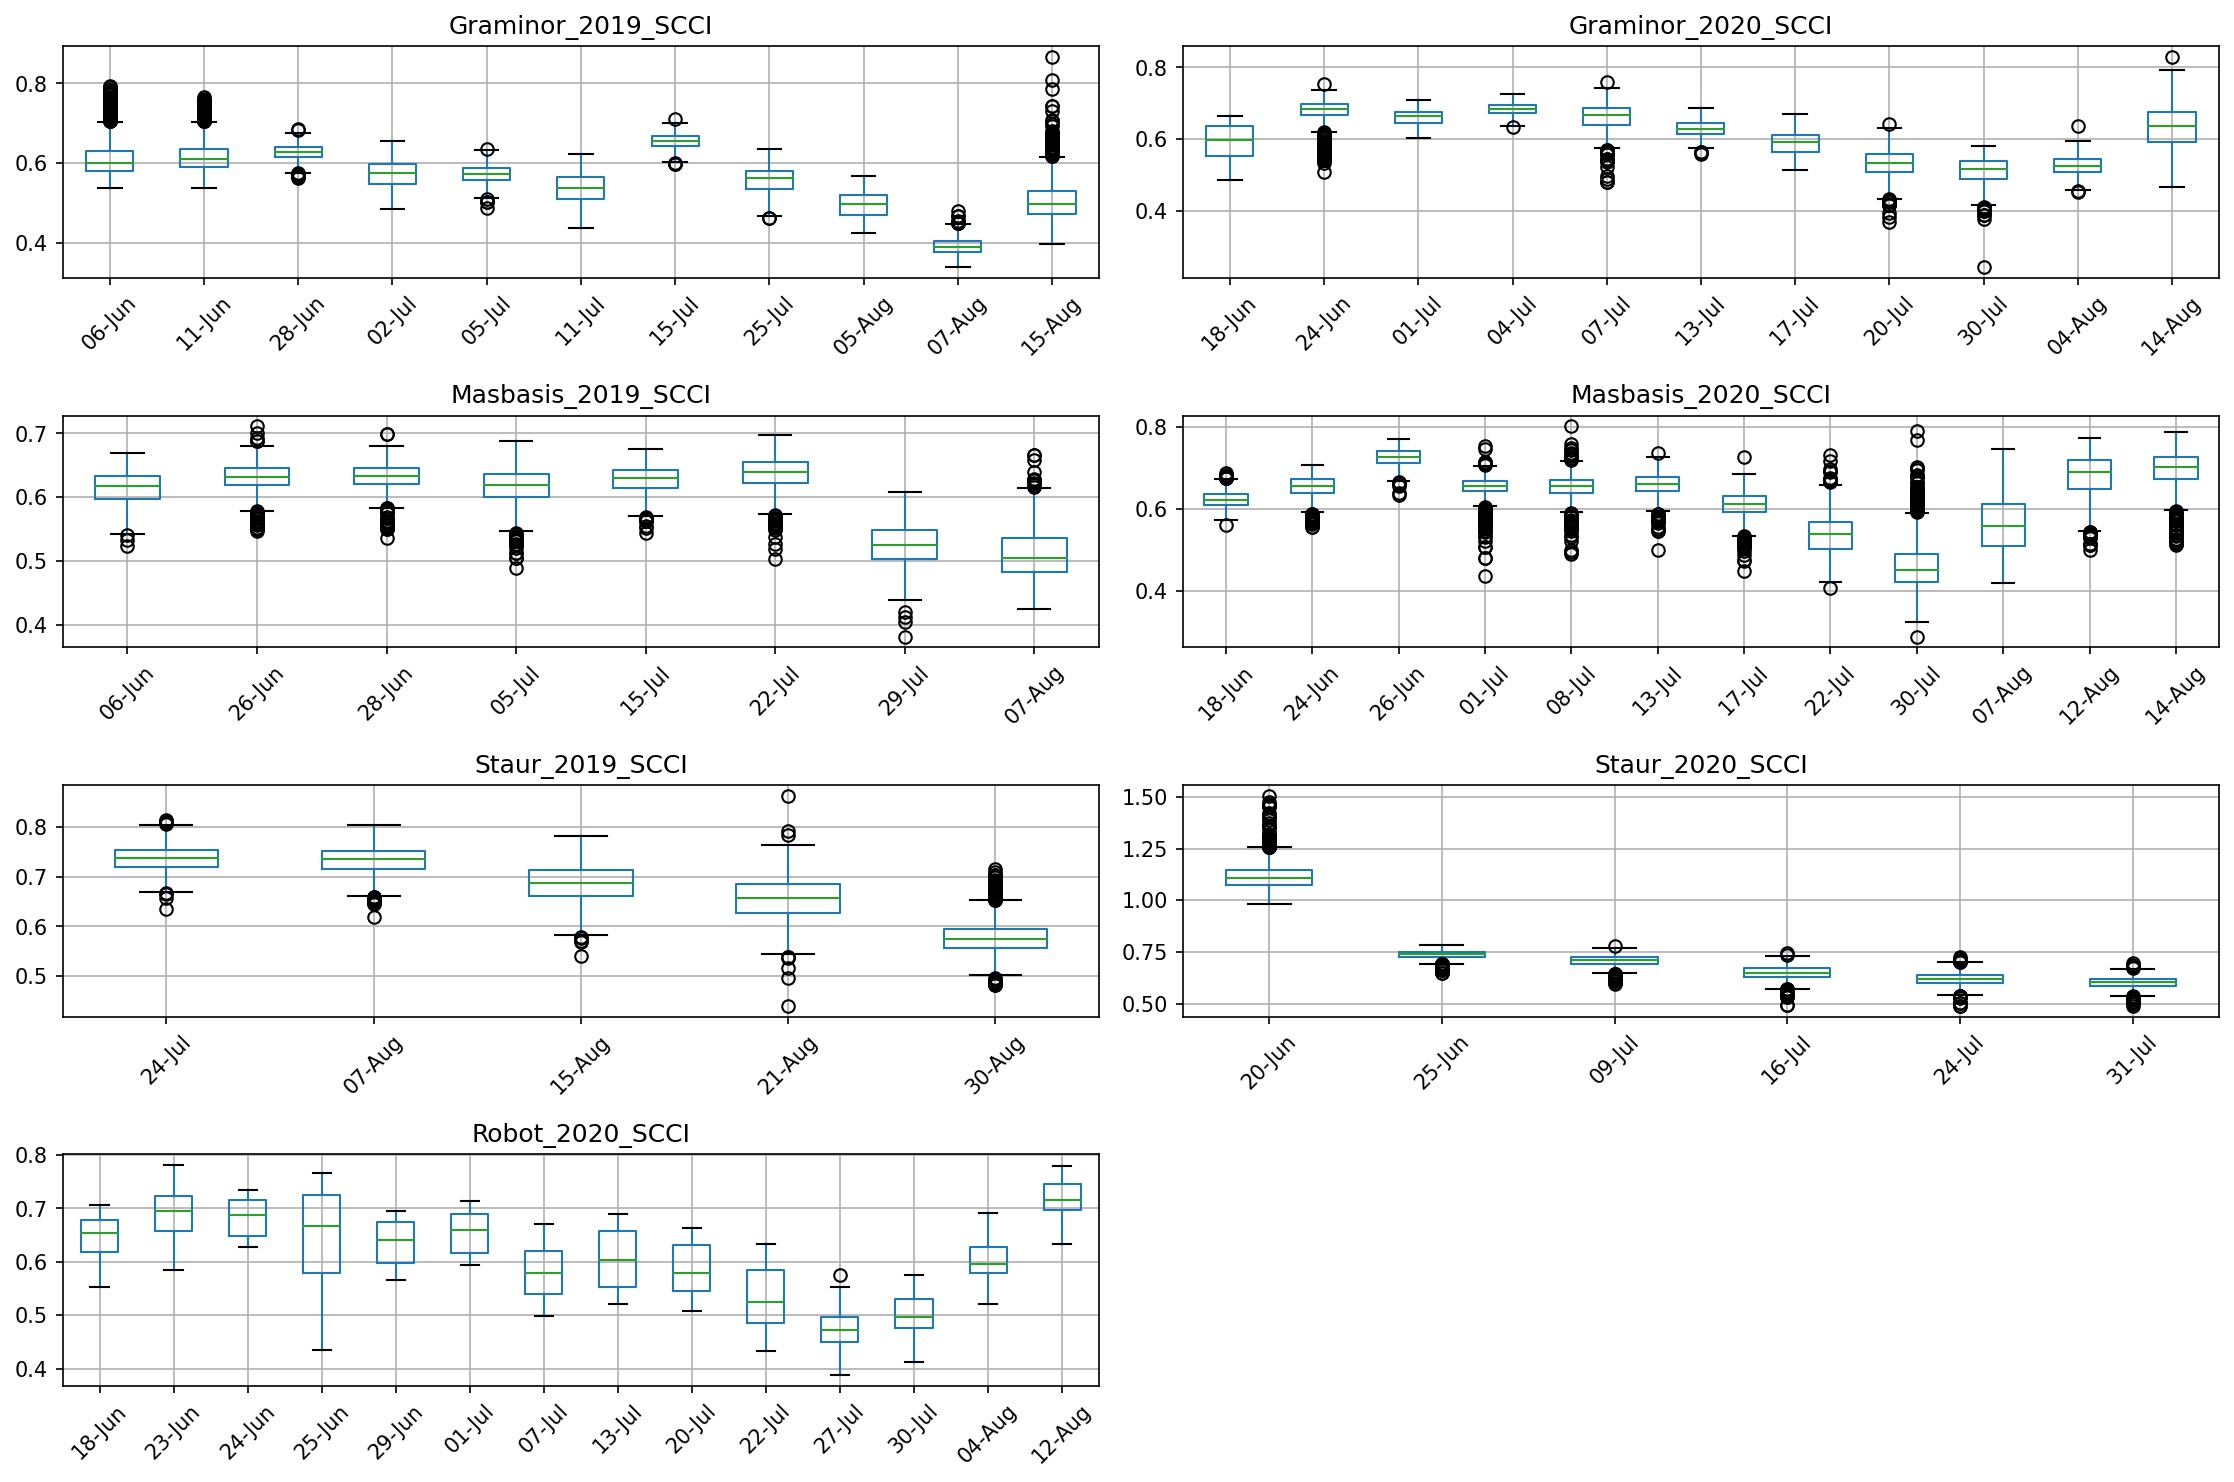 Graminor_2019_SCCI
0.8
0.6
0.4
06-Jun 11-Jun 28-Jun 02-Jul 05-Jul 11-Jul 15-Jul 25-Jul 05-Aug 07-Aug 15-Aug
Graminor_2020_SCCI
0.8
0.6
0.4
18-Jun 24-Jun 01-Jul 04-Jul 07-Jul 13-Jul 17-Jul 20-Jul 30-Jul 04-Aug 14-Aug
Masbasis_2019_SCCI
0.7
0.6
0.5
0.4
06-Jun 26-Jun 28-Jun 05-Jul 15-Jul 22-Jul 29-Jul 07-Aug
Masbasis_2020_SCCI
0.8
0.6
0.4
18-Jun 24-Jun 26-Jun 01-Jul 08-Jul 13-Jul 17-Jul 22-Jul 30-Jul 07-Aug 12-Aug 14-Aug
Staur_2019_SCCI
0.8
0.7
0.6
0.5
24-Jul 07-Aug 15-Aug 21-Aug 30-Aug
Staur_2020_SCCI
1.50
1.25
1.00
0.75
0.50
20-Jun 25-Jun 09-Jul 16-Jul 24-Jul 31-Jul
Robot_2020_SCCI
0.8
0.7
0.6
0.5
0.4
18-Jun 23-Jun 24-Jun 25-Jun 29-Jun 01-Jul 07-Jul 13-Jul 20-Jul 22-Jul 27-Jul 30-Jul 04-Aug 12-Aug